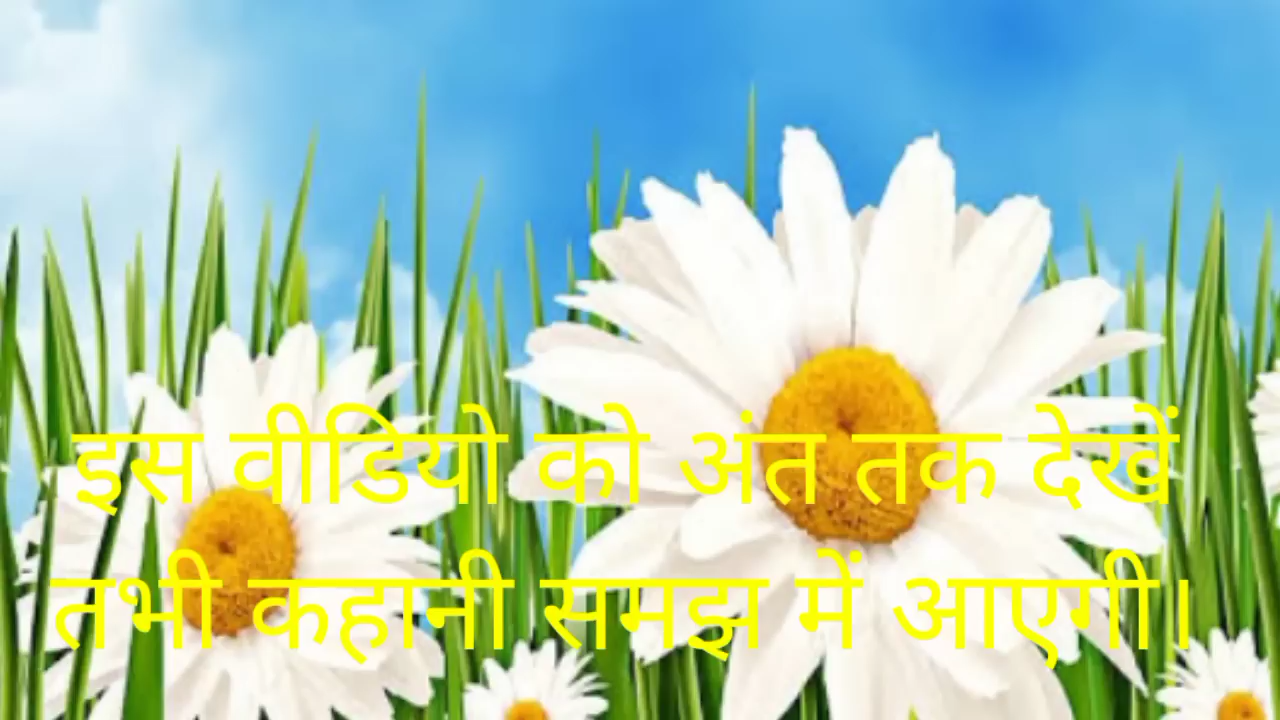 इस वीडियो को अंत तक देखें
तभी कहानी समझ में आएगी।